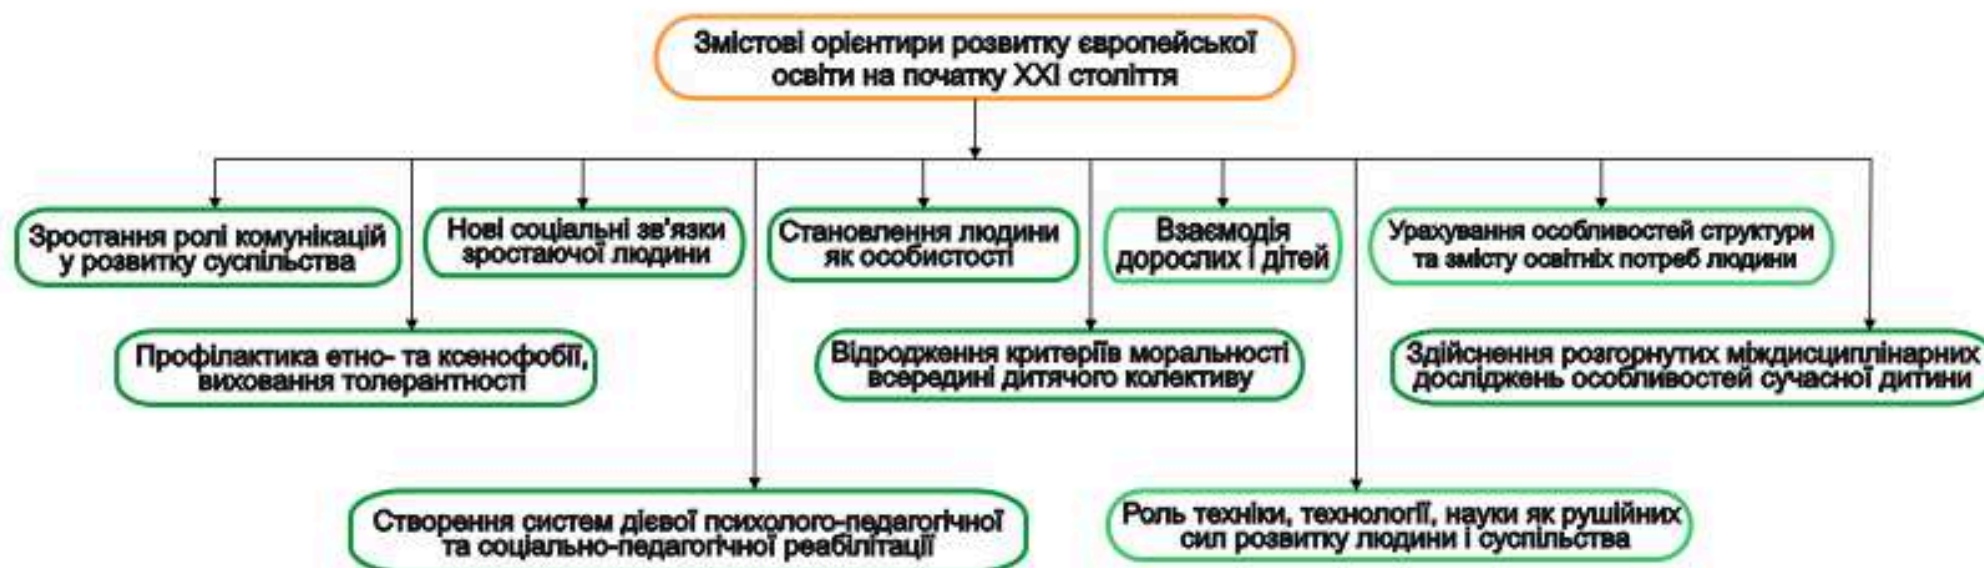 Змістові орієнтири розвитку європейської
освіти на початку XXI століття
Зростання ролі комунікацій
у розвитку суспільства
Нові соціальні зв'язки
зростаючої людини
Становлення людини
як особистості
Взаємодія
дорослих і дітей
Урахування особливостей структури
та змісту освітніх потреб людини
Профілактика етно- та ксенофобії,
виховання толерантності
Відродження критеріїв моральності
всередині дитячого колективу
Здійснення розгорнутих міждисциплінарних
досліджень особливостей сучасної дитини
Створення систем дієвої психолого-педагогічної
та соціально-педагогічної реабілітації
Роль техніки, технології, науки як рушійних
сил розвитку людини і суспільства